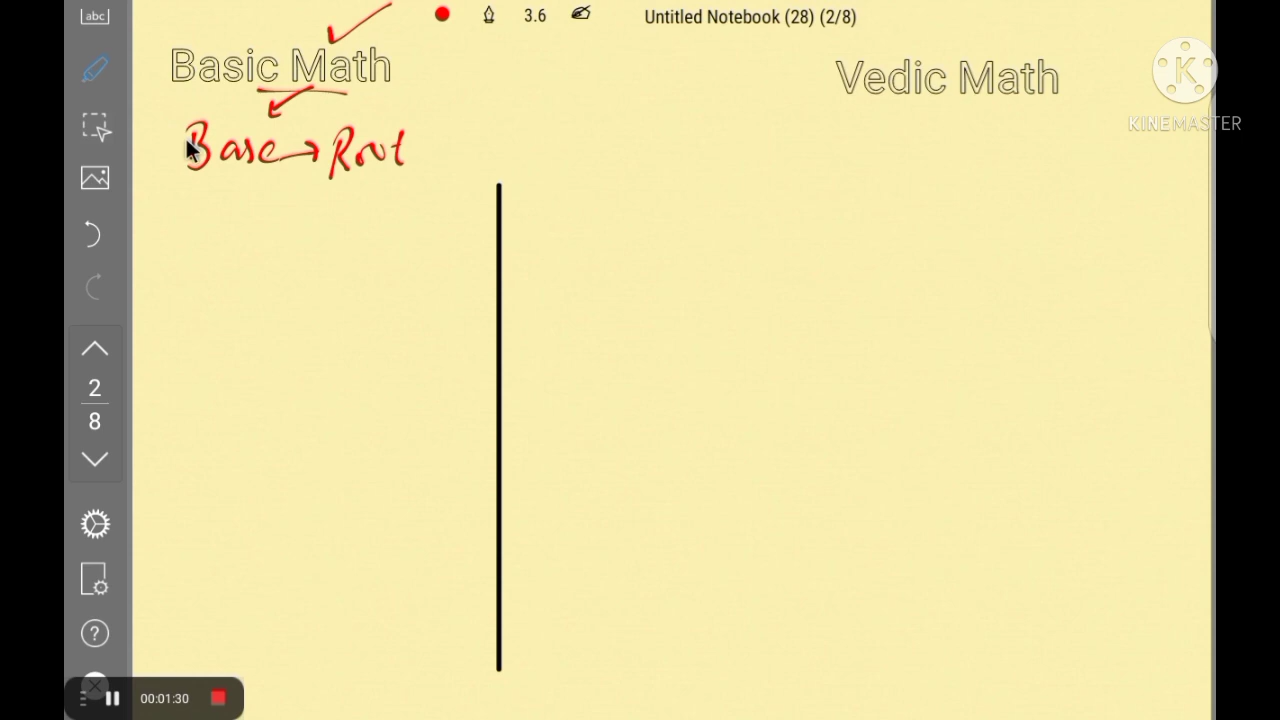 abc
3.6 Untitled Notebook (28) (2/8)
Basic Math
Vedic Math
K
KINEMASTER
Base → Root
2
8
?
00:01:30